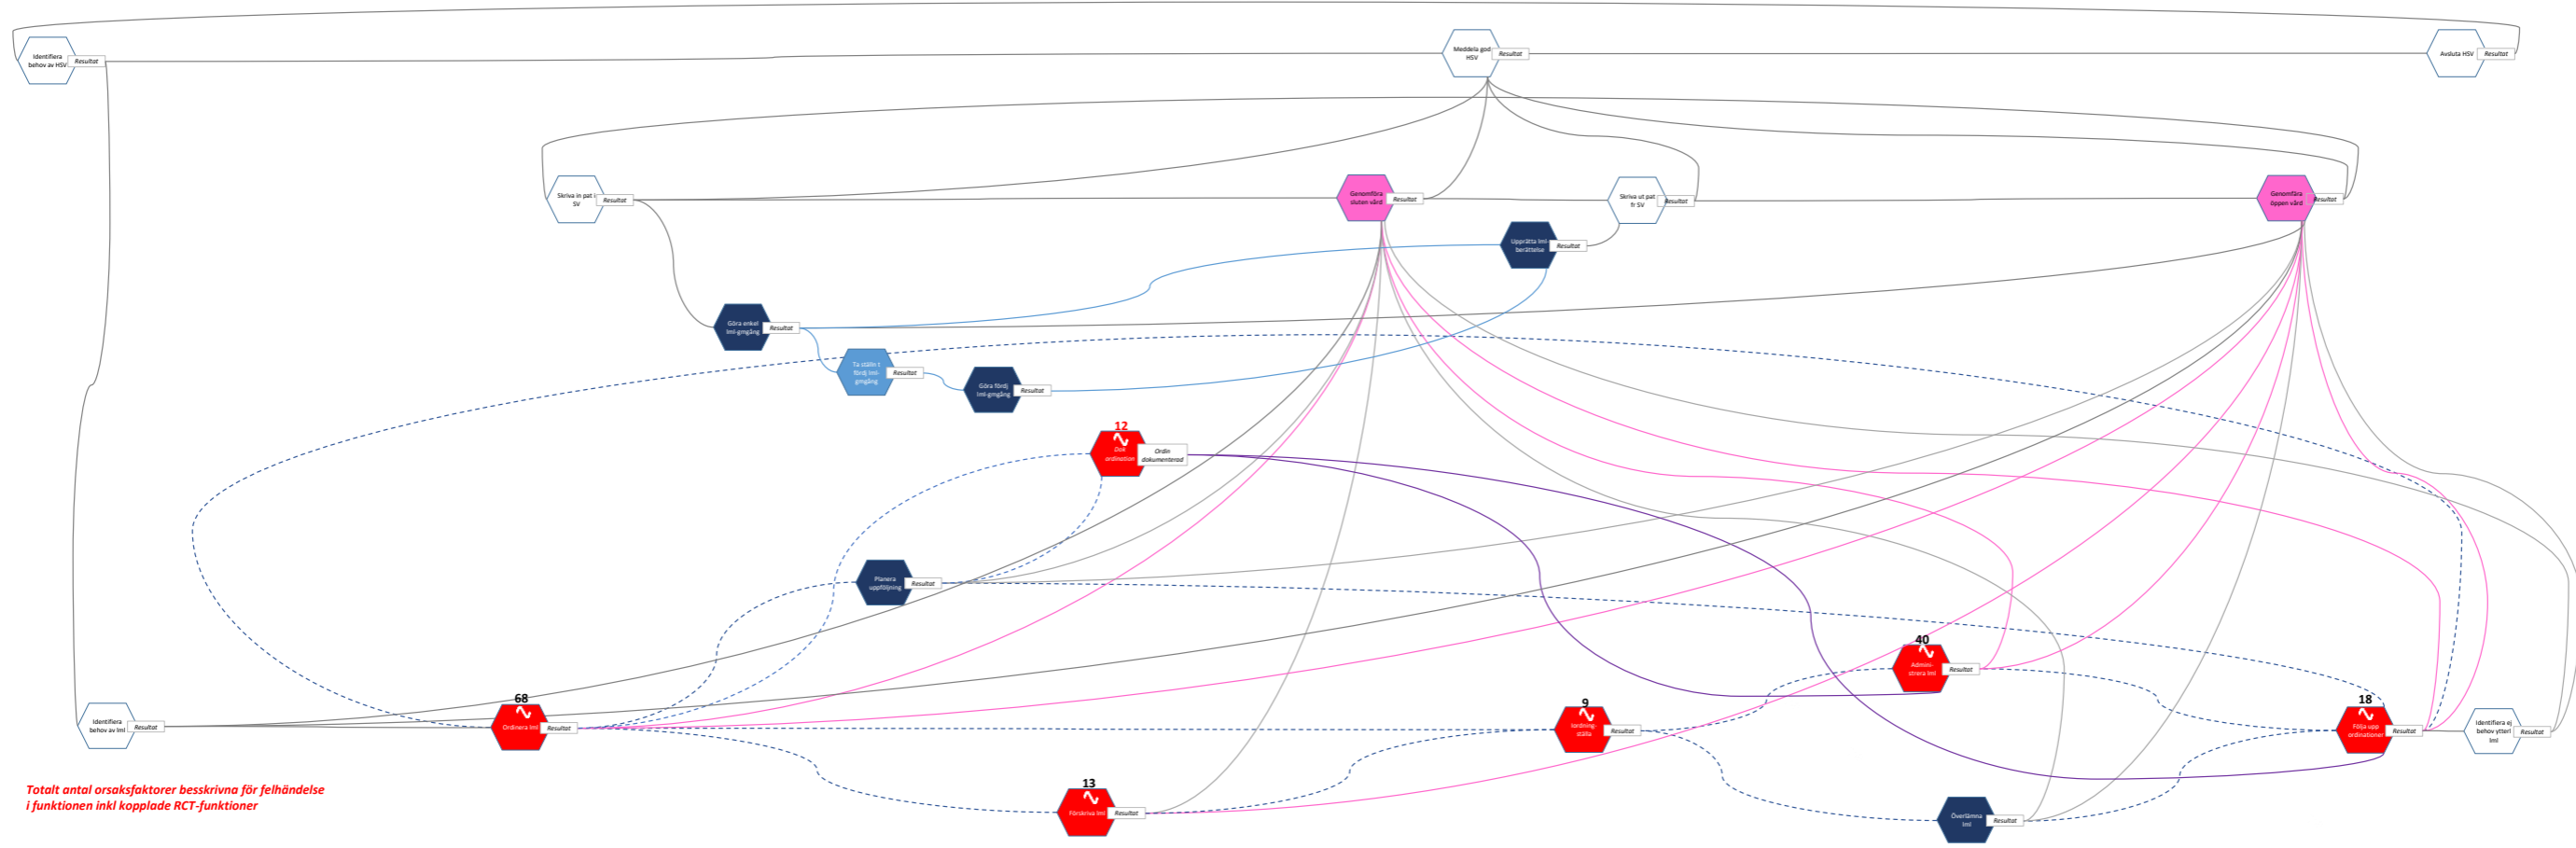 Identifiera
behov av HSV
Resultat
Meddela god
HSV
Resultat
Avsluta HSV
Resultat
Skriva in pat i
SV
Resultat
Genomföra
sluten vård
Resultat
Skriva ut pat
fr SV
Resultat
Genomföra
öppen vård
Resultat
Upprätta lml-
berättelse
Resultat
Göra enkel
lml-gmgång
Resultat
Ta ställn t
fördj lml-
gmgång
Resultat
Göra fördj
lml-gmgång
Resultat
12
Dok
ordination
Ordin
dokumenterad
Planera
uppföljning
Resultat
40
Admini-
strera lml
Resultat
Identifiera
behov av lml
Resultat
68
Ordinera lml
Resultat
9
Iordning-
ställa
Resultat
18
Följa upp
ordinationer
Resultat
Identifiera ej
behov ytterl
lml
Resultat
13
Förskriva lml
Resultat
Överlämna
lml
Resultat
Totalt antal orsaksfaktorer besskrivna för felhändelse
i funktionen inkl kopplade RCT-funktioner